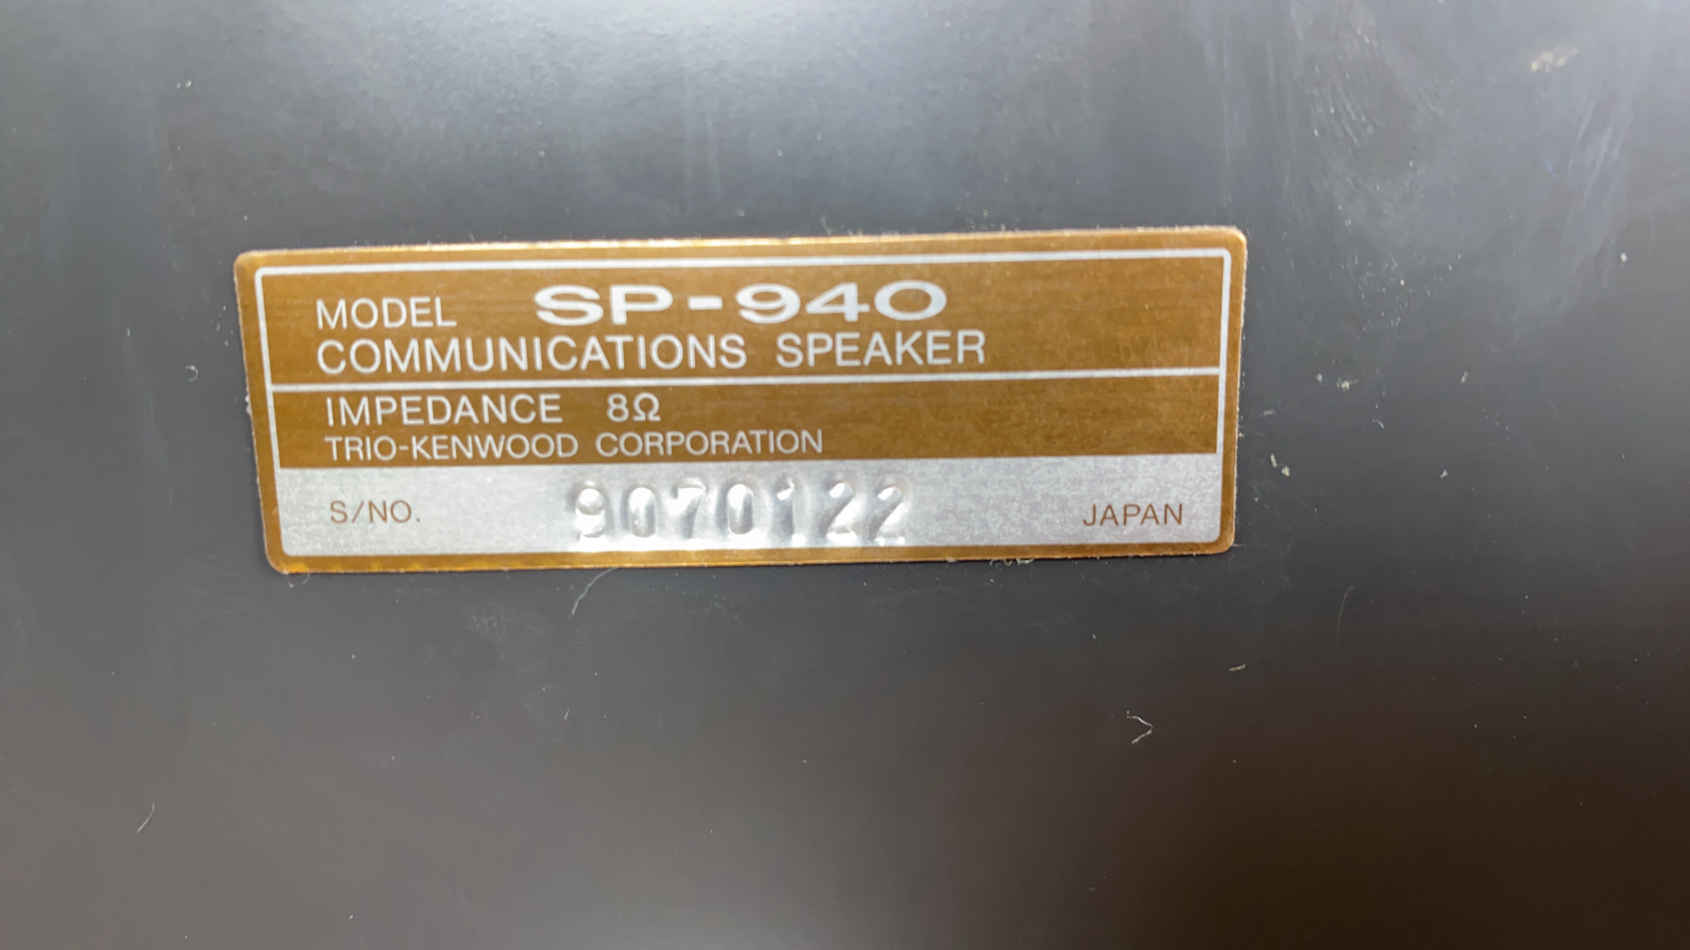 MODEL SP-940
COMMUNICATIONS SPEAKER
IMPEDANCE 8Ω
TRIO-KENWOOD CORPORATION
S/NO. 9070122 JAPAN